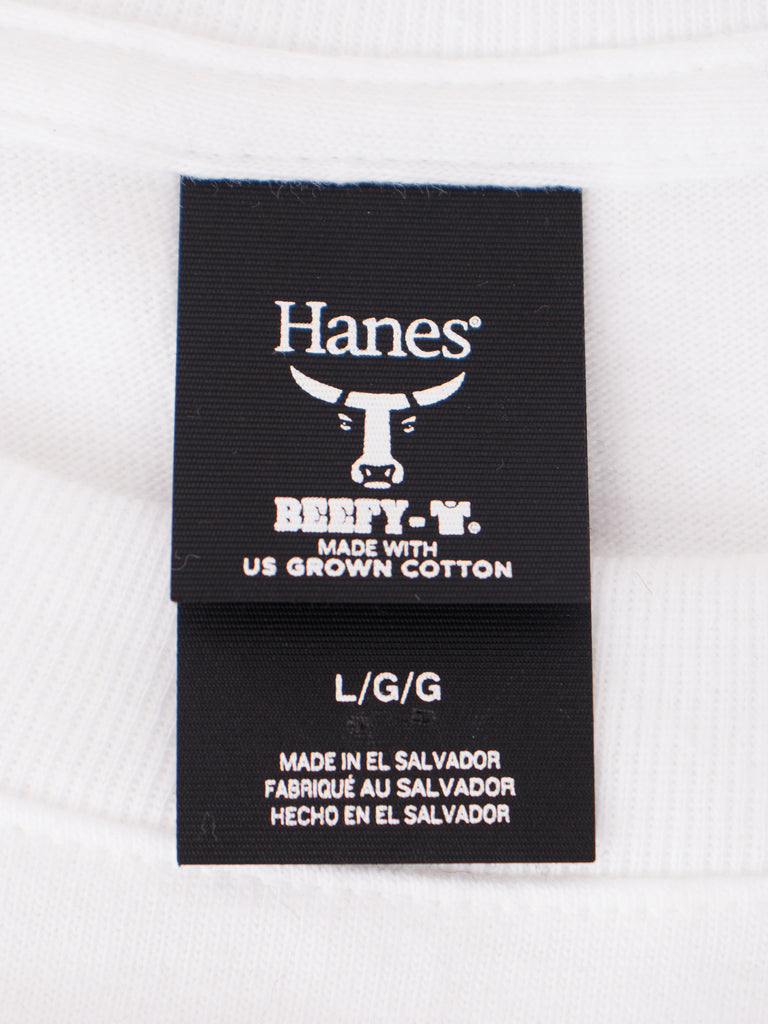 Hanes®
BEEFY-T®
MADE WITH
US GROWN COTTON
L/G/G
MADE IN EL SALVADOR
FABRIQUÉ AU SALVADOR
HECHO EN EL SALVADOR